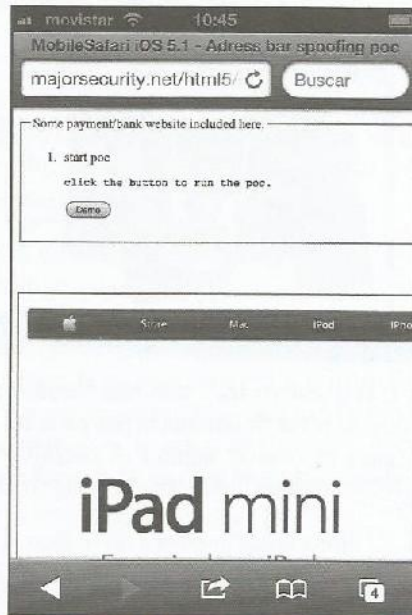 movistar 10:45
MobileSafari iOS 5.1 - Adress bar spoofing poc
majorsecurity.net/html5/ Buscar
Some payment/bank website included here.
1. start poc
click the button to run the poc.
Demo
Store Mac iPod iPho
iPad mini
4